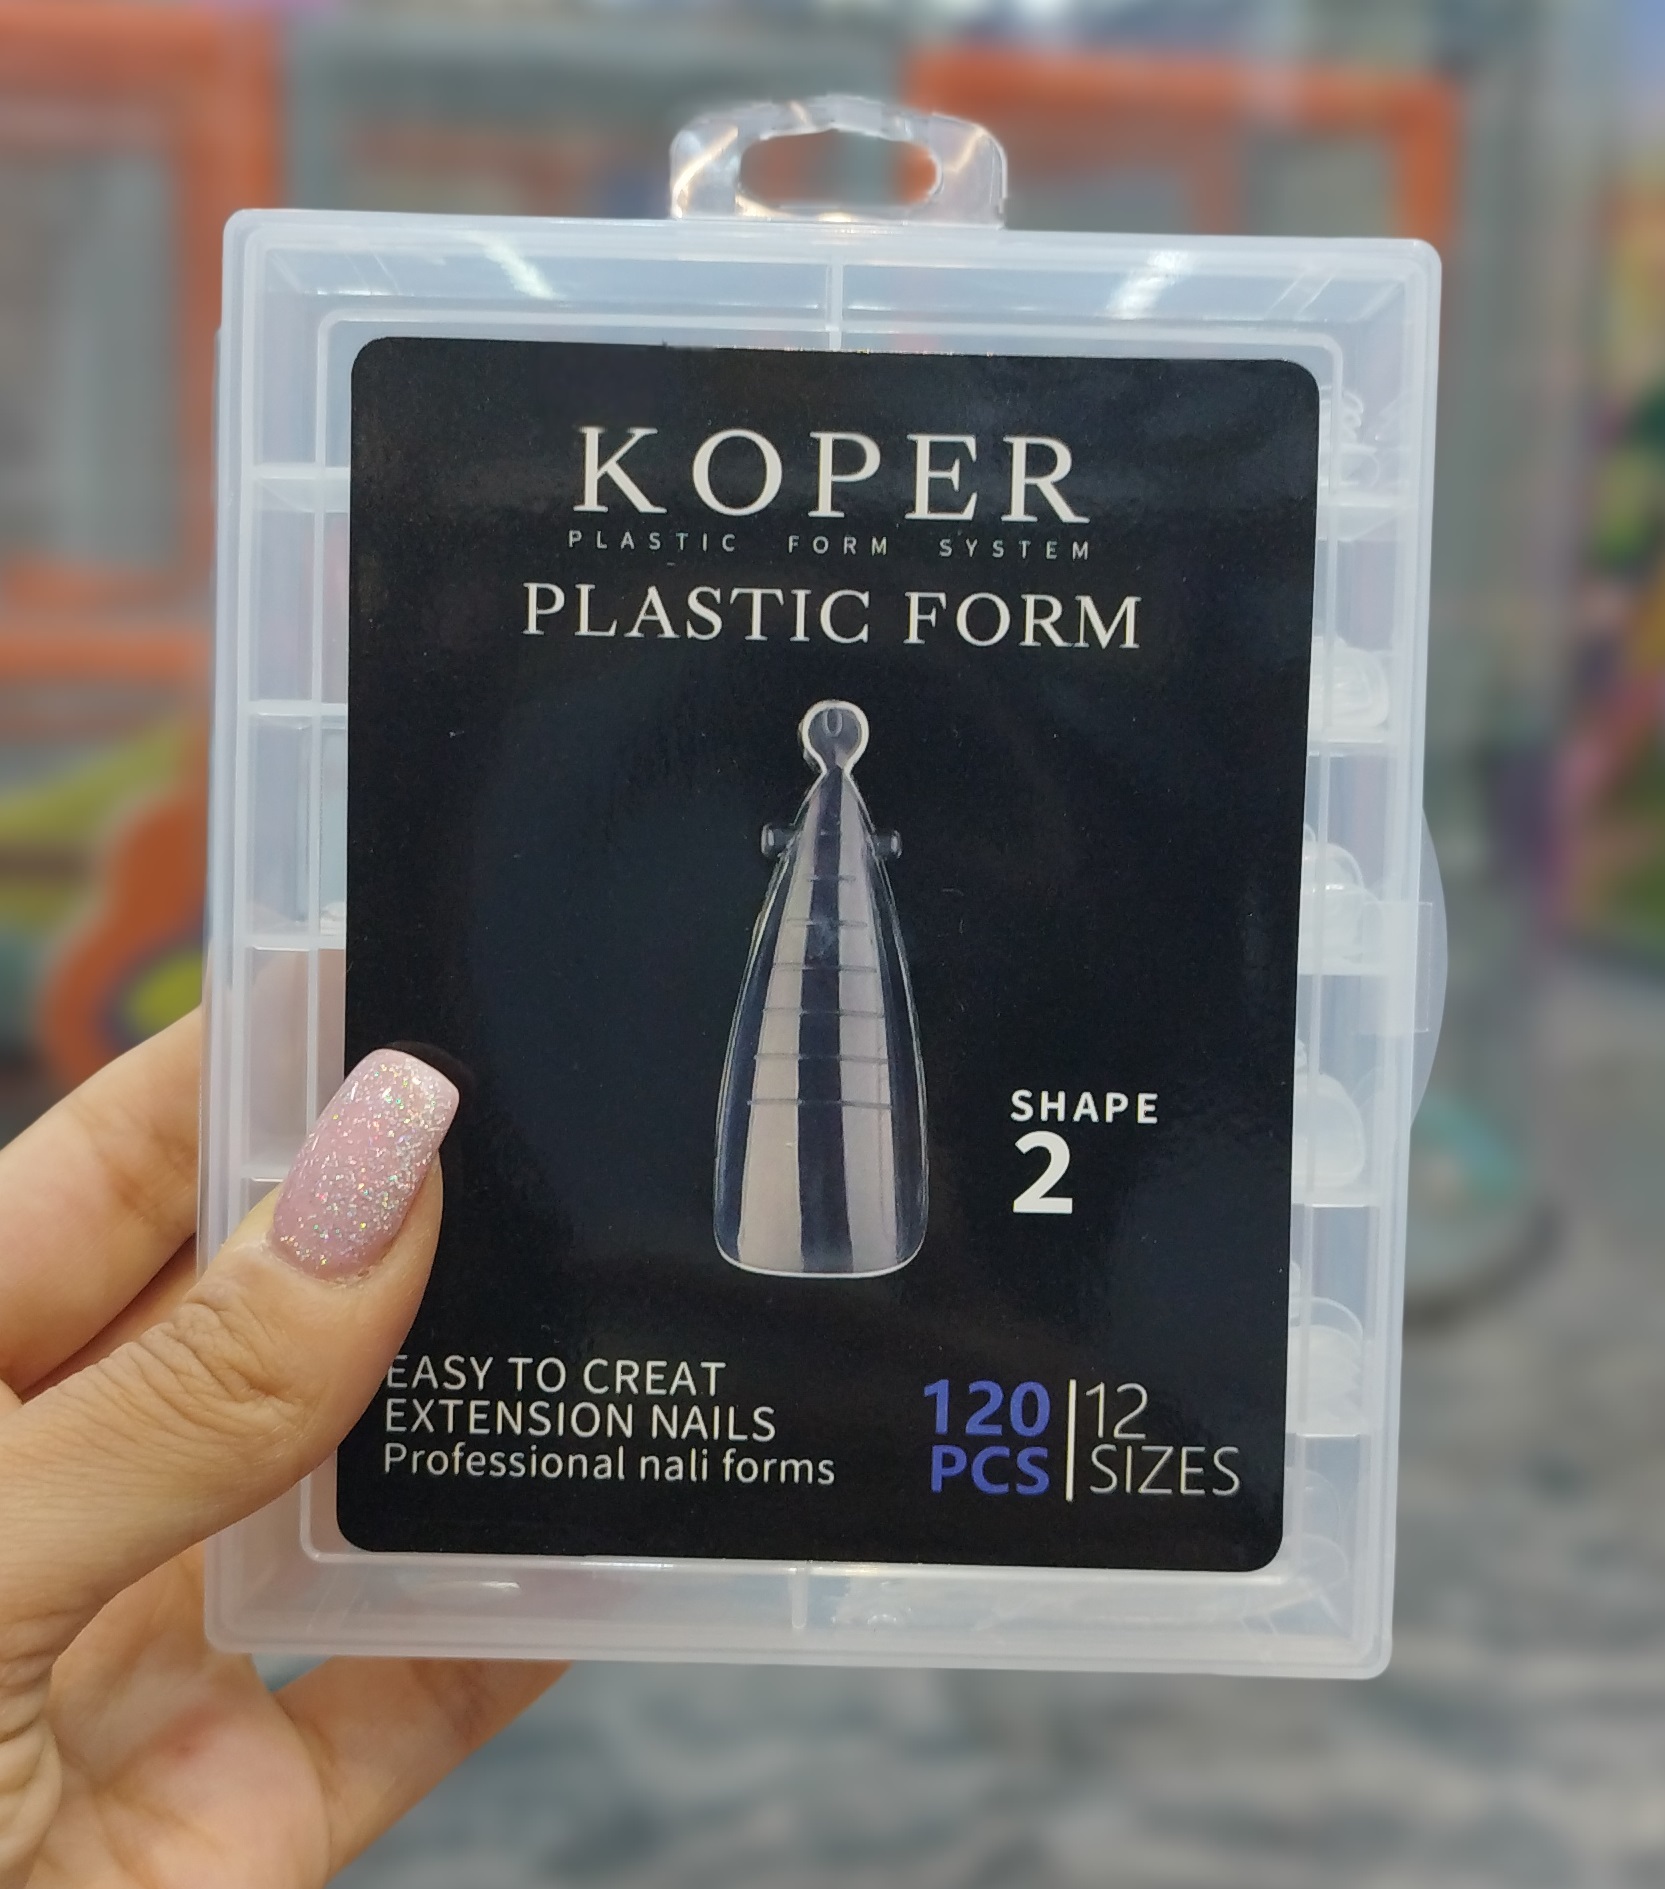 KOPER
PLASTIC FORM SYSTEM
PLASTIC FORM
0
SHAPE
2
EASY TO CREAT
EXTENSION NAILS
Professional nali forms
120
PCS
12
SIZES